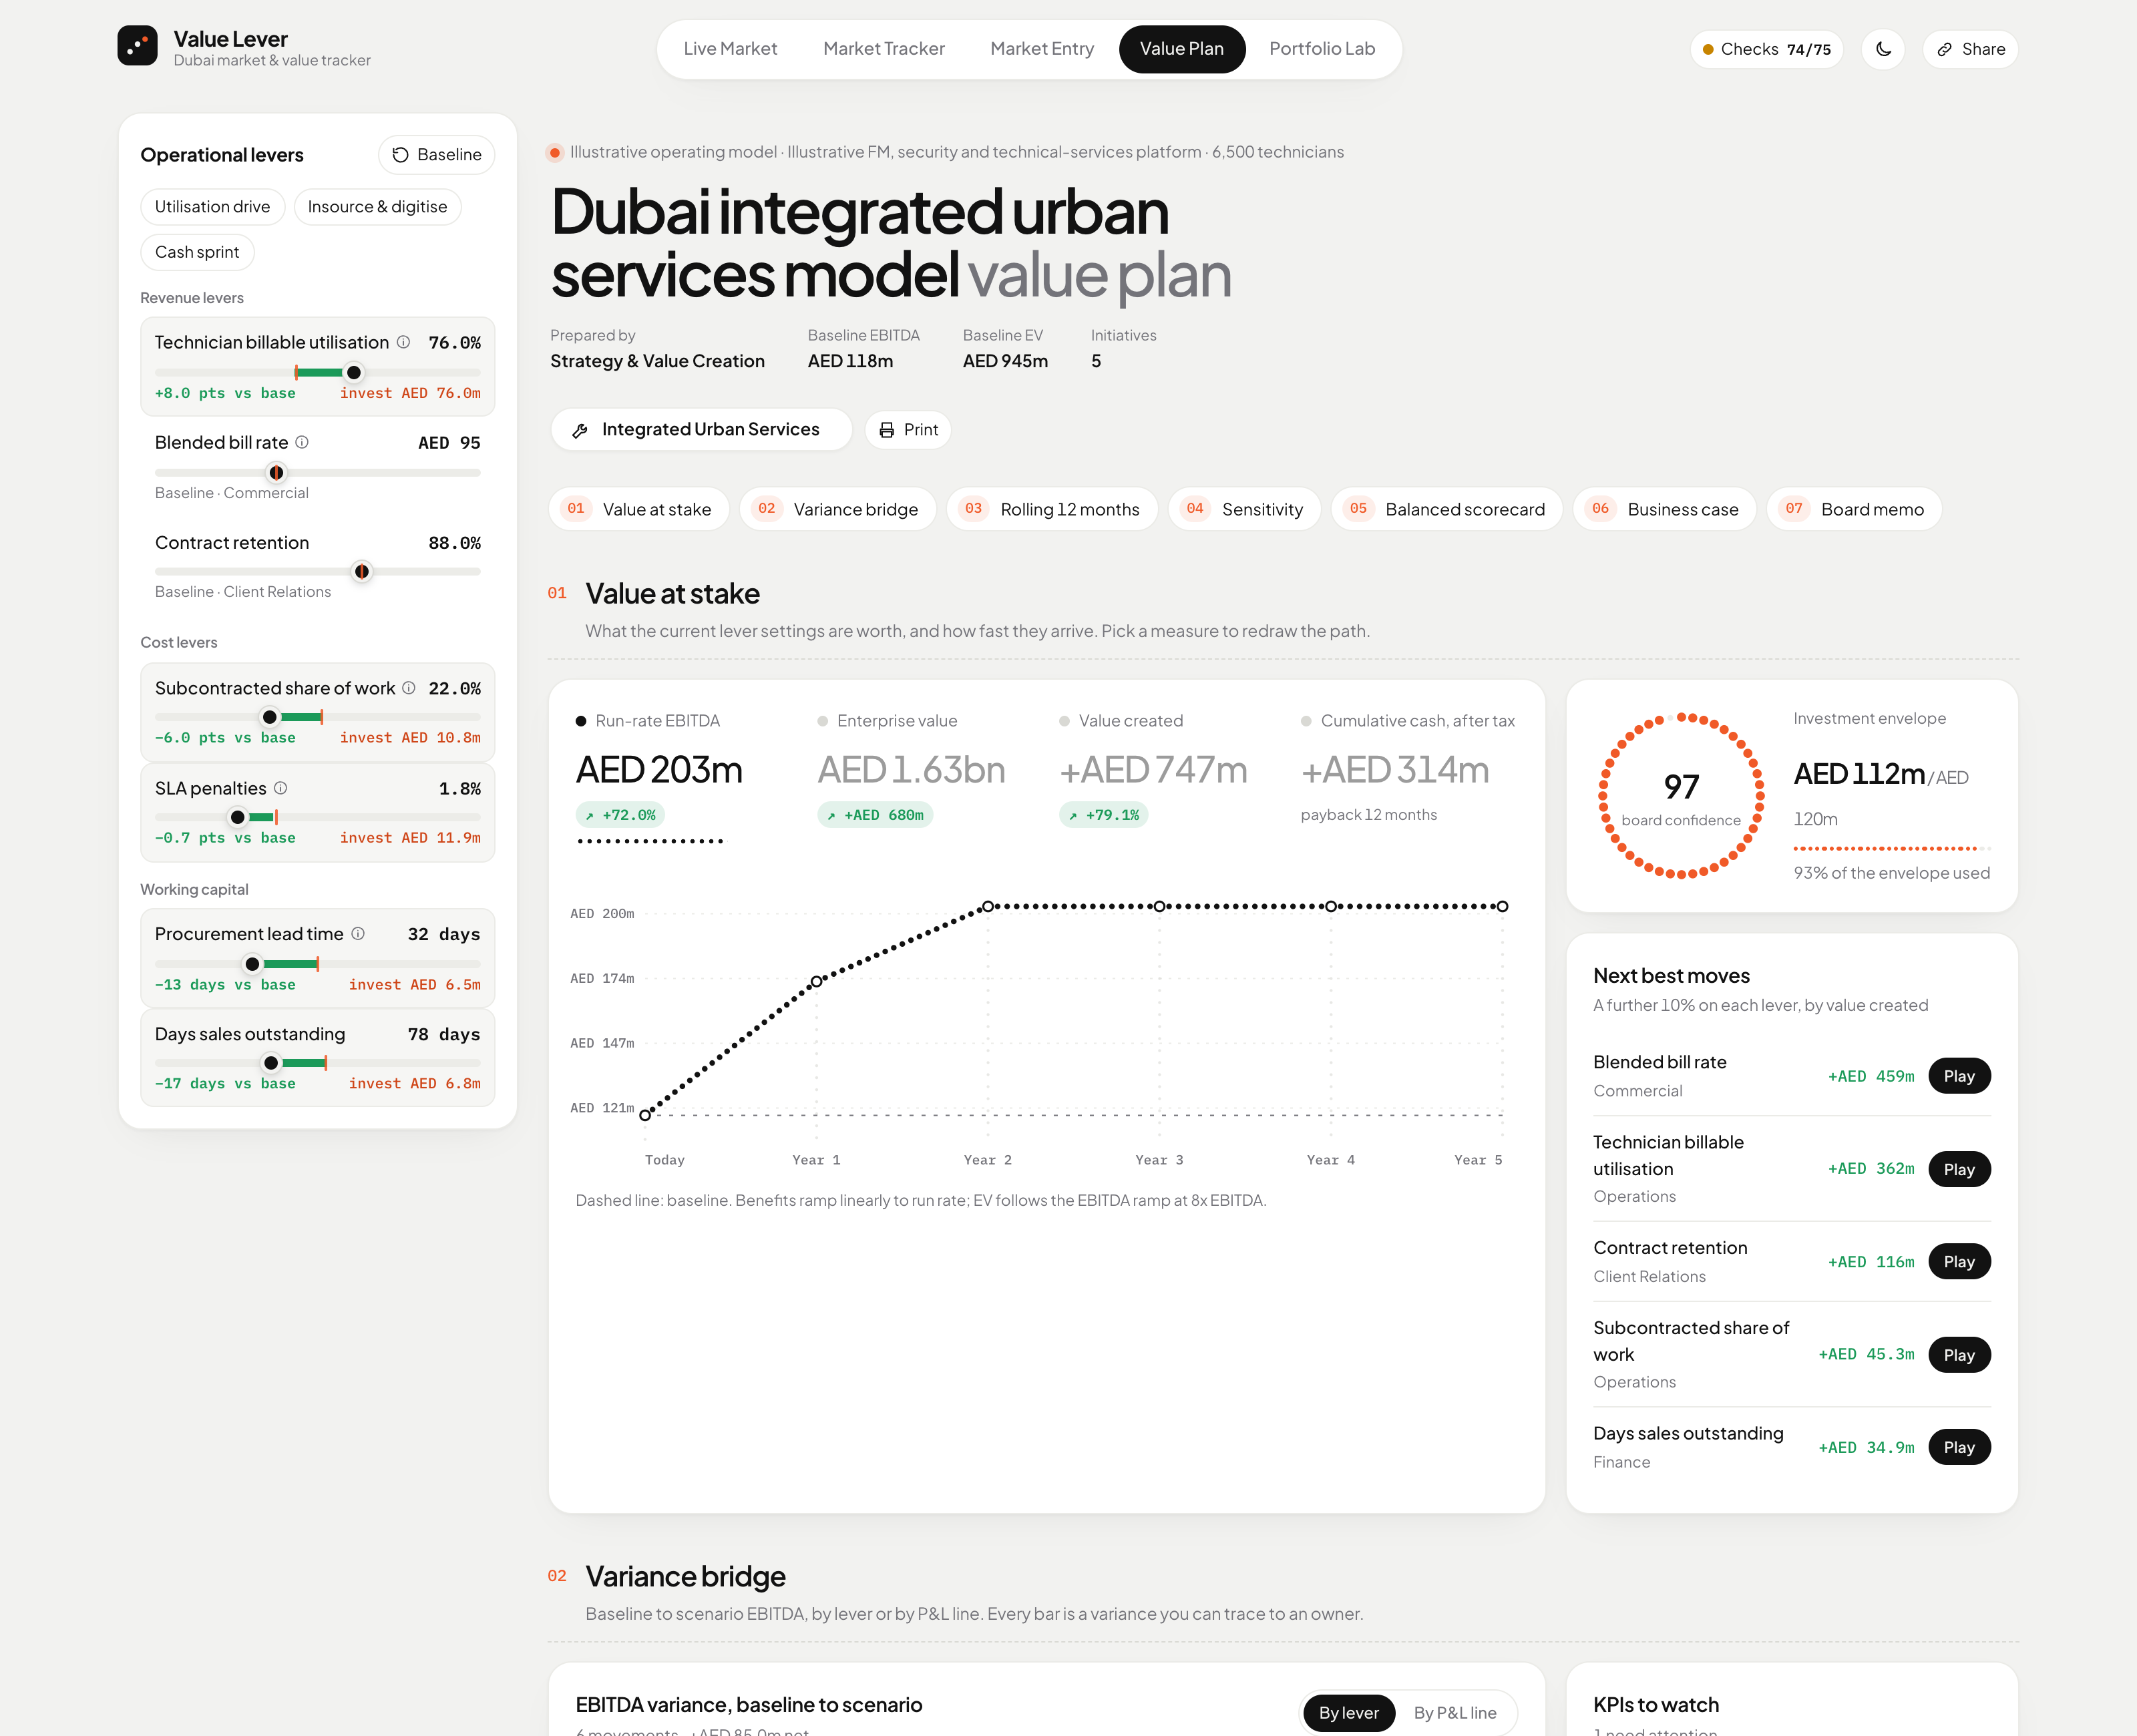 Value Lever
Dubai market & value tracker
Live Market
Market Tracker
Market Entry
Value Plan
Portfolio Lab
Checks 74/75
Share
Operational levers
Baseline
Utilisation drive
Insource & digitise
Cash sprint
Revenue levers
Technician billable utilisation 76.0%
+8.0 pts vs base invest AED 76.0m
Blended bill rate AED 95
Baseline · Commercial
Contract retention 88.0%
Baseline · Client Relations
Cost levers
Subcontracted share of work 22.0%
−6.0 pts vs base invest AED 10.8m
SLA penalties 1.8%
−0.7 pts vs base invest AED 11.9m
Working capital
Procurement lead time 32 days
−13 days vs base invest AED 6.5m
Days sales outstanding 78 days
−17 days vs base invest AED 6.8m
Illustrative operating model · Illustrative FM, security and technical-services platform · 6,500 technicians
Dubai integrated urban
services model value plan
Prepared by
Strategy & Value Creation
Baseline EBITDA
AED 118m
Baseline EV
AED 945m
Initiatives
5
Integrated Urban Services
Print
01 Value at stake
02 Variance bridge
03 Rolling 12 months
04 Sensitivity
05 Balanced scorecard
06 Business case
07 Board memo
01 Value at stake
What the current lever settings are worth, and how fast they arrive. Pick a measure to redraw the path.
Run-rate EBITDA
AED 203m
↗ +72.0%
Enterprise value
AED 1.63bn
↗ +AED 680m
Value created
+AED 747m
↗ +79.1%
Cumulative cash, after tax
+AED 314m
payback 12 months
AED 200m
AED 174m
AED 147m
AED 121m
Today
Year 1
Year 2
Year 3
Year 4
Year 5
Dashed line: baseline. Benefits ramp linearly to run rate; EV follows the EBITDA ramp at 8x EBITDA.
97
board confidence
Investment envelope
AED 112m / AED
120m
93% of the envelope used
Next best moves
A further 10% on each lever, by value created
Blended bill rate
Commercial
+AED 459m
Play
Technician billable
utilisation
Operations
+AED 362m
Play
Contract retention
Client Relations
+AED 116m
Play
Subcontracted share of
work
Operations
+AED 45.3m
Play
Days sales outstanding
Finance
+AED 34.9m
Play
02 Variance bridge
Baseline to scenario EBITDA, by lever or by P&L line. Every bar is a variance you can trace to an owner.
EBITDA variance, baseline to scenario
6 movements · +AED 85.0m net
By lever
By P&L line
KPIs to watch
1 need attention